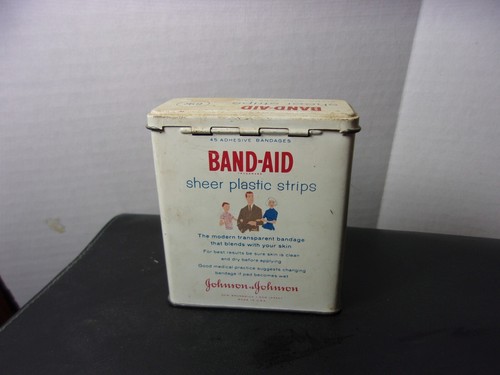 BAND-AID
45 ADHESIVE BANDAGES
BAND-AID
sheer plastic strips
The modern transparent bandage
that blends with your skin
For best results be sure skin is clean
and dry before applying
Good medical practice suggests changing
bandage if pad becomes wet
Johnson & Johnson